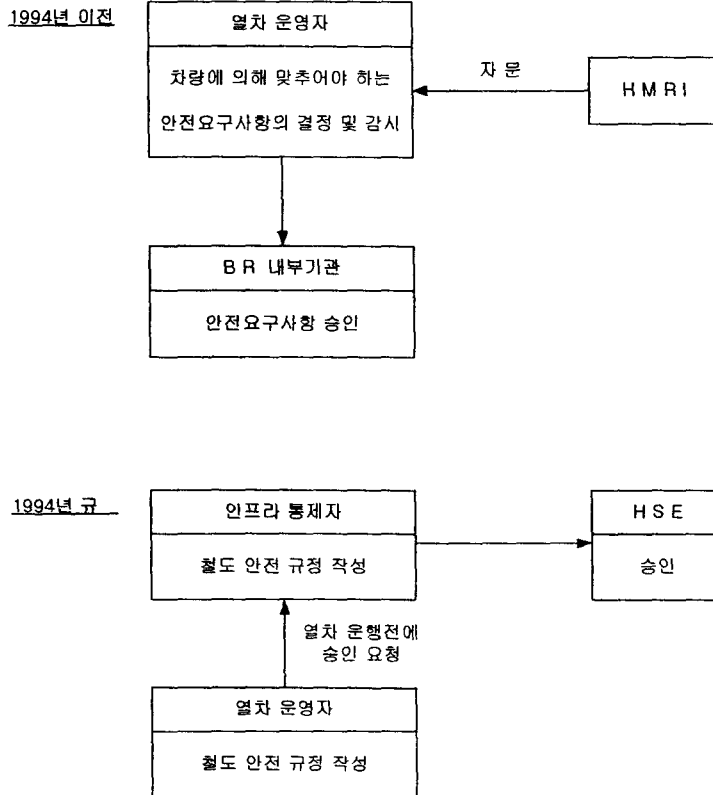 1994년 이전
열차 운영자
차량에 의해 맞추어야 하는
안전요구사항의 결정 및 감시
자 문
HMRI
BR 내부기관
안전요구사항 승인
1994년 규
인프라 통제자
철도 안전 규정 작성
HSE
승인
열차 운행전에
승인 요청
열차 운영자
철도 안전 규정 작성